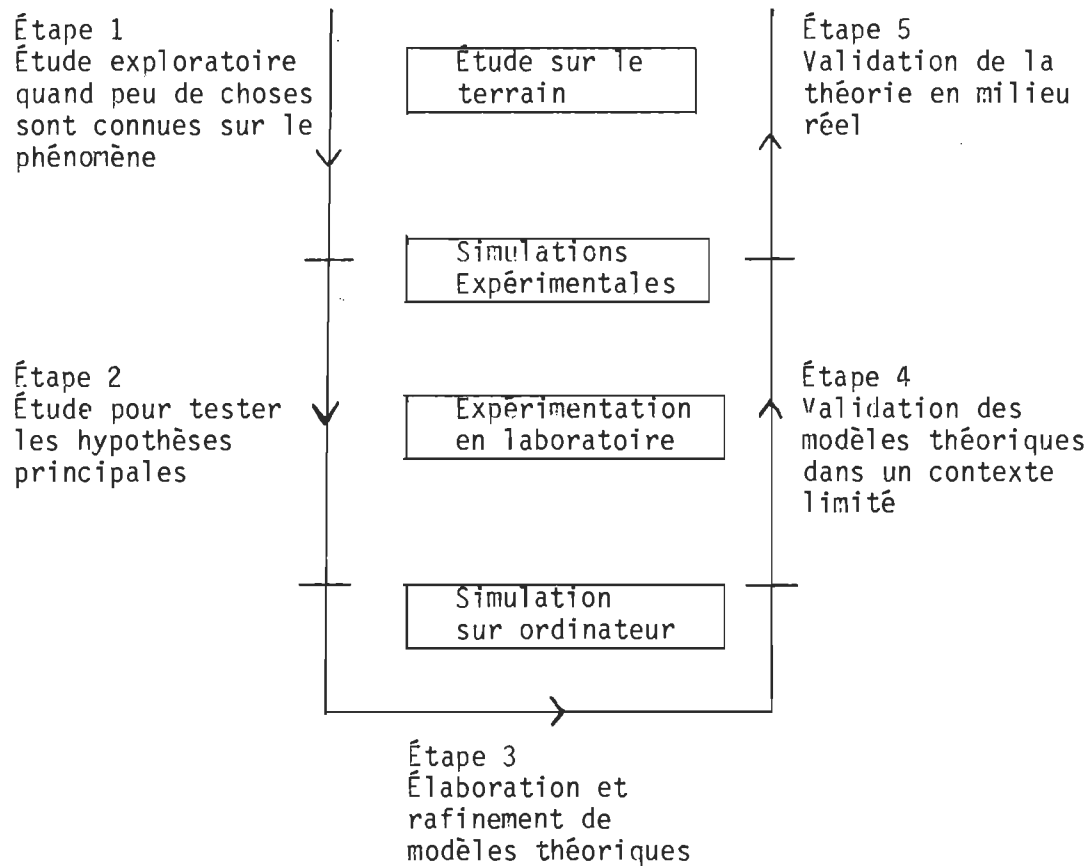 Étape 1
Étude exploratoire
quand peu de choses
sont connues sur le
phénomène
Étude sur le
terrain
Étape 5
Validation de la
théorie en milieu
réel
Simulations
Expérimentales
Étape 2
Étude pour tester
les hypothèses
principales
Expérimentation
en laboratoire
Étape 4
Validation des
modèles théoriques
dans un contexte
limité
Simulation
sur ordinateur
Étape 3
Élaboration et
rafinement de
modèles théoriques